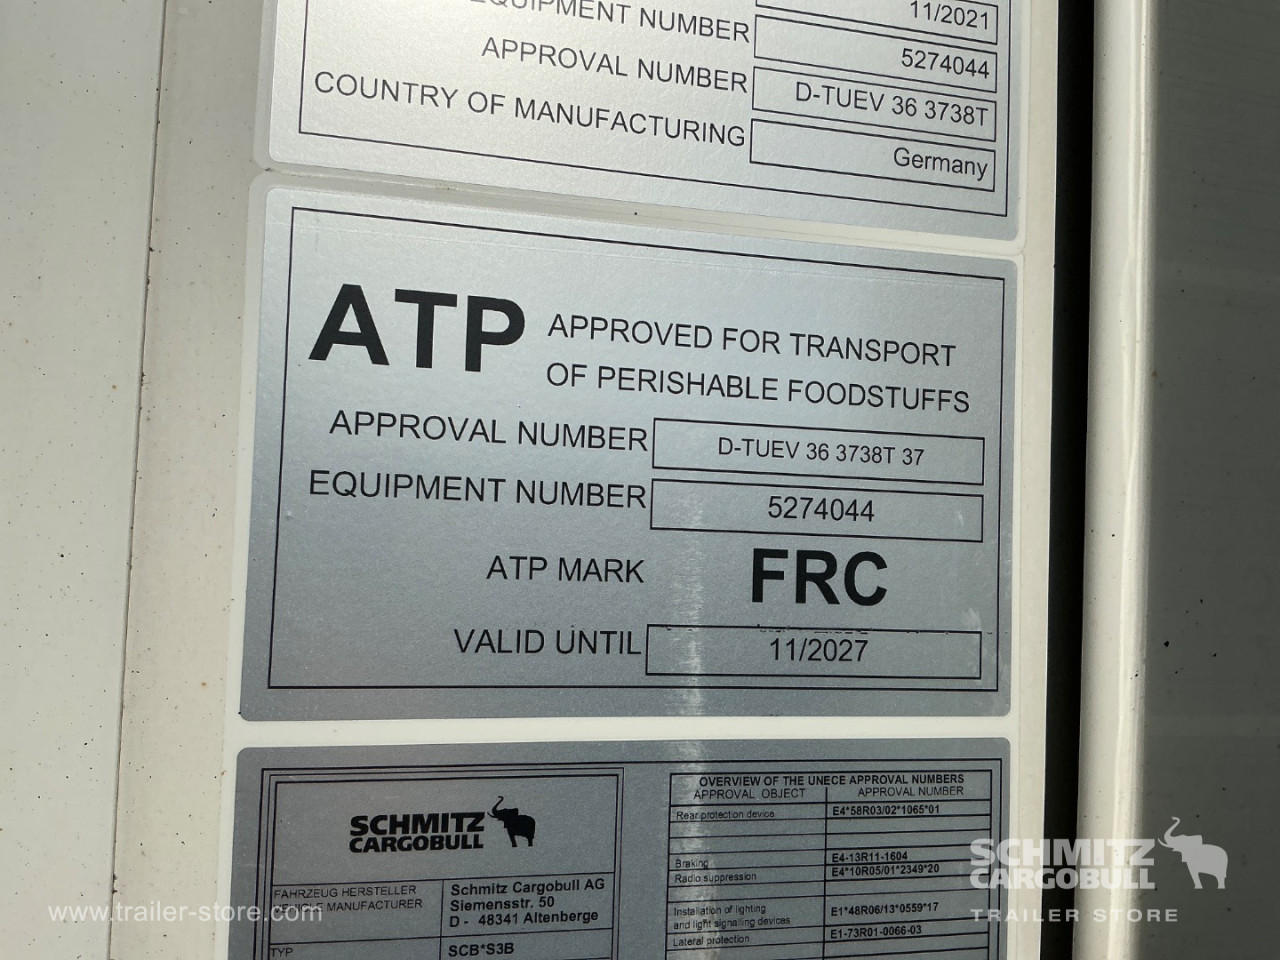 11/2021
EQUIPMENT NUMBER 5274044
APPROVAL NUMBER D-TUEV 36 3738T
COUNTRY OF MANUFACTURING Germany
ATP APPROVED FOR TRANSPORT
OF PERISHABLE FOODSTUFFS
APPROVAL NUMBER D-TUEV 36 3738T 37
EQUIPMENT NUMBER 5274044
ATP MARK FRC
VALID UNTIL 11/2027
SCHMITZ
CARGOBULL
FAHRZEUG HERSTELLER
VEHICLE MANUFACTURER
Schmitz Cargobull AG
Siemensstr. 50
D - 48341 Altenberge
TYP SCB*S3B
OVERVIEW OF THE UNECE APPROVAL NUMBERS
APPROVAL OBJECT APPROVAL NUMBER
Rear protection device E4*58R03/02*1065*01
Braking E4-13R11-1604
Radio suppression E4*10R05/01*2349*20
Installation of lighting
and light signalling devices E1*48R06/13*0559*17
Lateral protection E1-73R01-0066-03
www.trailer-store.com
SCHMITZ
CARGOBULL
TRAILER STORE